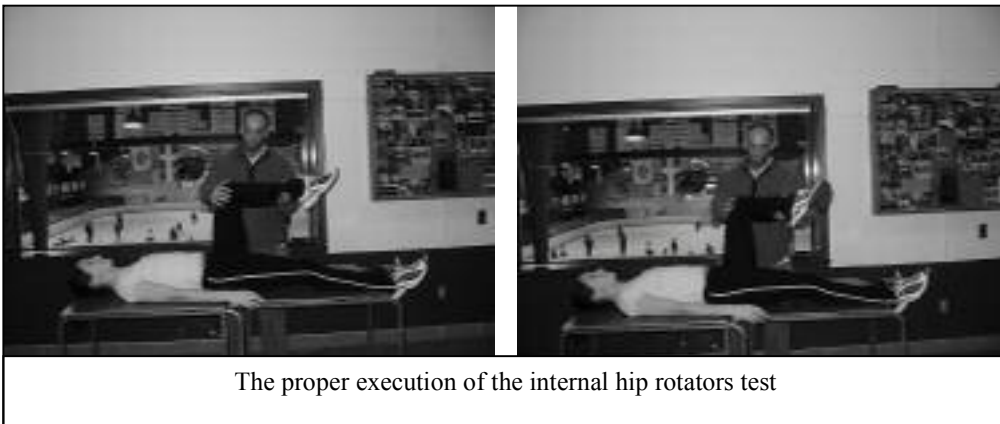 The proper execution of the internal hip rotators test